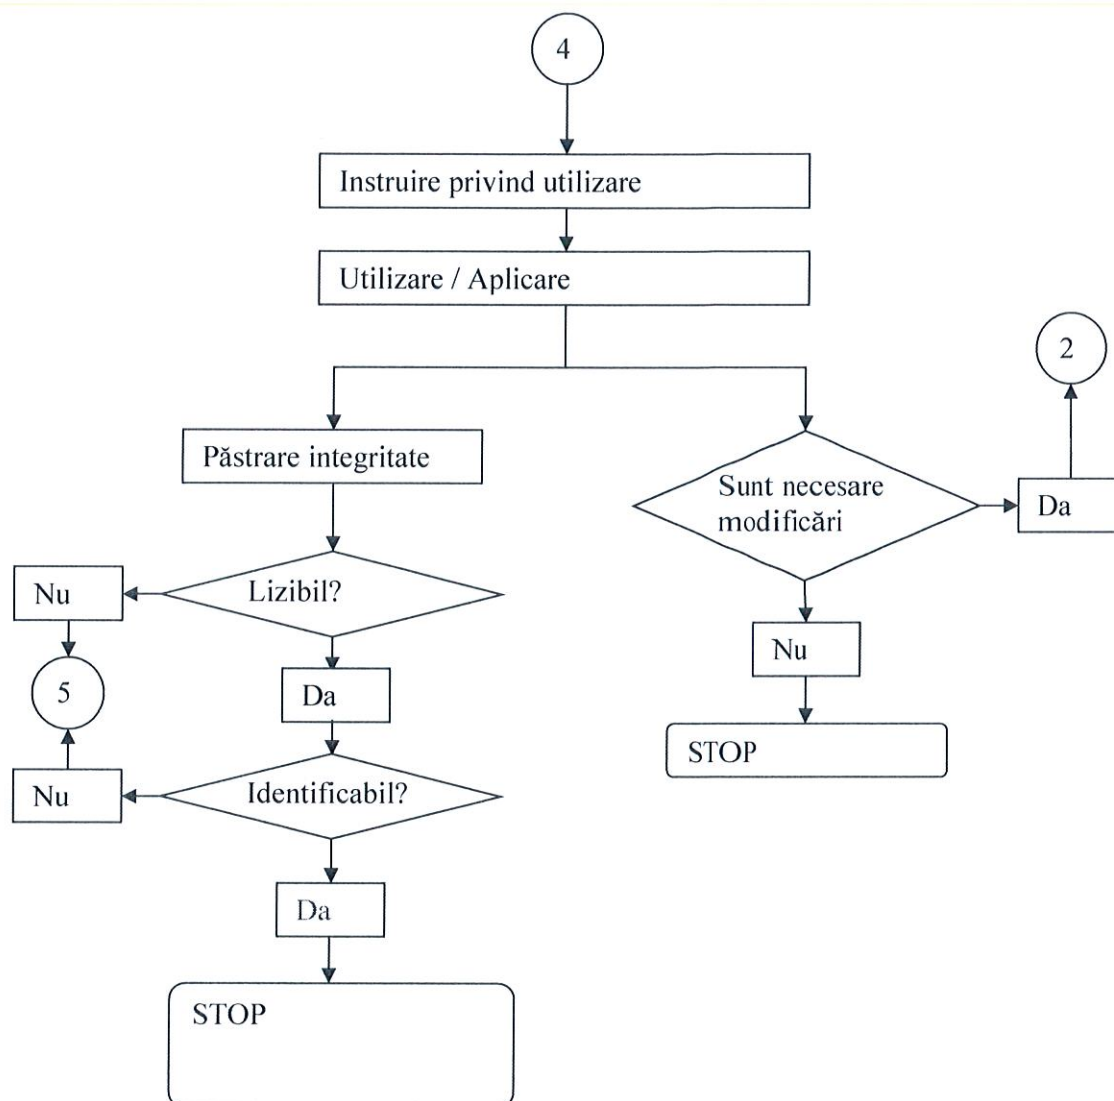 4
Instruire privind utilizare
Utilizare / Aplicare
2
Păstrare integritate
Sunt necesare
modificări
Da
Nu
Lizibil?
Nu
5
Da
STOP
Nu
Identificabil?
Da
STOP